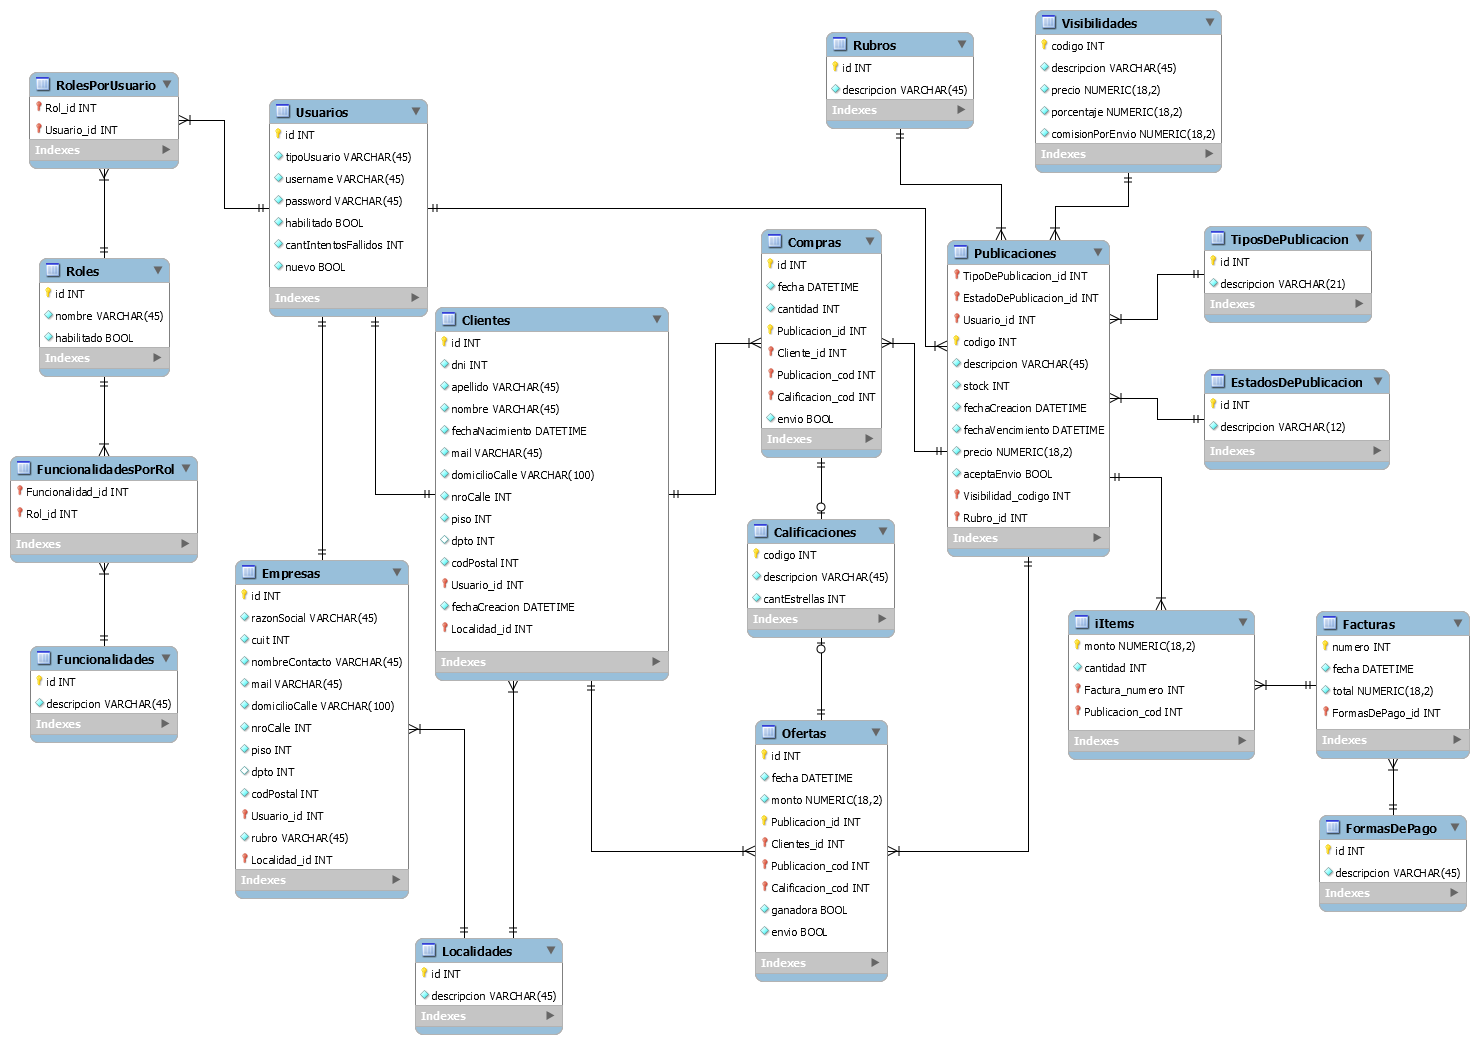 RolesPorUsuario
Rol_id INT
Usuario_id INT
Indexes
Usuarios
id INT
tipoUsuario VARCHAR(45)
username VARCHAR(45)
password VARCHAR(45)
habilitado BOOL
cantIntentosFallidos INT
nuevo BOOL
Indexes
Rubros
id INT
descripcion VARCHAR(45)
Indexes
Visibilidades
codigo INT
descripcion VARCHAR(45)
precio NUMERIC(18,2)
porcentaje NUMERIC(18,2)
comisionPorEnvio NUMERIC(18,2)
Indexes
Roles
id INT
nombre VARCHAR(45)
habilitado BOOL
Indexes
Clientes
id INT
dni INT
apellido VARCHAR(45)
nombre VARCHAR(45)
fechaNacimiento DATETIME
mail VARCHAR(45)
domicilioCalle VARCHAR(100)
nroCalle INT
piso INT
dpto INT
codPostal INT
Usuario_id INT
fechaCreacion DATETIME
Localidad_id INT
Indexes
Compras
id INT
fecha DATETIME
cantidad INT
Publicacion_id INT
Cliente_id INT
Publicacion_cod INT
Calificacion_cod INT
envio BOOL
Indexes
Publicaciones
TipoDePublicacion_id INT
EstadoDePublicacion_id INT
Usuario_id INT
codigo INT
descripcion VARCHAR(45)
stock INT
fechaCreacion DATETIME
fechaVencimiento DATETIME
precio NUMERIC(18,2)
aceptaEnvio BOOL
Visibilidad_codigo INT
Rubro_id INT
Indexes
TiposDePublicacion
id INT
descripcion VARCHAR(21)
Indexes
EstadosDePublicacion
id INT
descripcion VARCHAR(12)
Indexes
FuncionalidadesPorRol
Funcionalidad_id INT
Rol_id INT
Indexes
Empresas
id INT
razonSocial VARCHAR(45)
cuit INT
nombreContacto VARCHAR(45)
mail VARCHAR(45)
domicilioCalle VARCHAR(100)
nroCalle INT
piso INT
dpto INT
codPostal INT
Usuario_id INT
rubro VARCHAR(45)
Localidad_id INT
Indexes
Calificaciones
codigo INT
descripcion VARCHAR(45)
cantEstrellas INT
Indexes
Funcionalidades
id INT
descripcion VARCHAR(45)
Indexes
iItems
monto NUMERIC(18,2)
cantidad INT
Factura_numero INT
Publicacion_cod INT
Indexes
Facturas
numero INT
fecha DATETIME
total NUMERIC(18,2)
FormasDePago_id INT
Indexes
Ofertas
id INT
fecha DATETIME
monto NUMERIC(18,2)
Publicacion_id INT
Clientes_id INT
Publicacion_cod INT
Calificacion_cod INT
ganadora BOOL
envio BOOL
Indexes
FormasDePago
id INT
descripcion VARCHAR(45)
Indexes
Localidades
id INT
descripcion VARCHAR(45)
Indexes